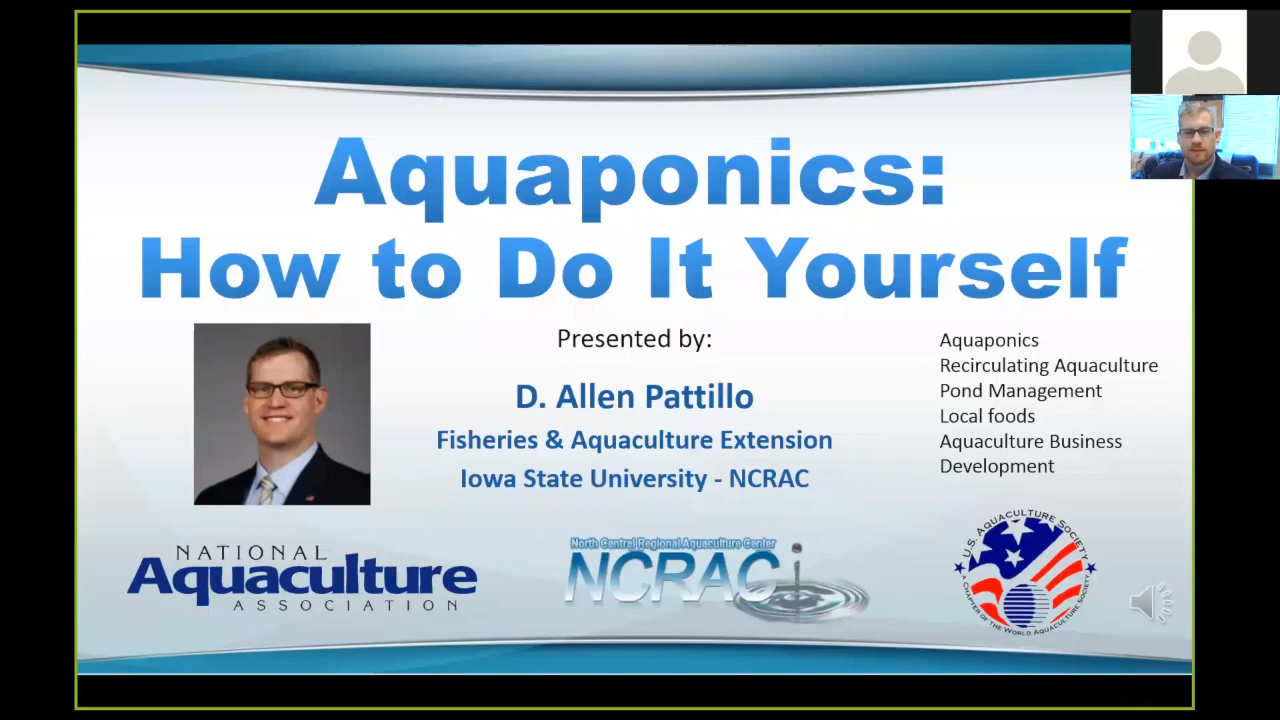 Aquaponics:
How to Do It Yourself
Presented by:
D. Allen Pattillo
Fisheries & Aquaculture Extension
Iowa State University - NCRAC
Aquaponics
Recirculating Aquaculture
Pond Management
Local foods
Aquaculture Business
Development
NATIONAL
Aquaculture
ASSOCIATION
North Central Regional Aquaculture Center
NCRAC
U.S. AQUACULTURE SOCIETY
A CHAPTER OF THE WORLD AQUACULTURE SOCIETY